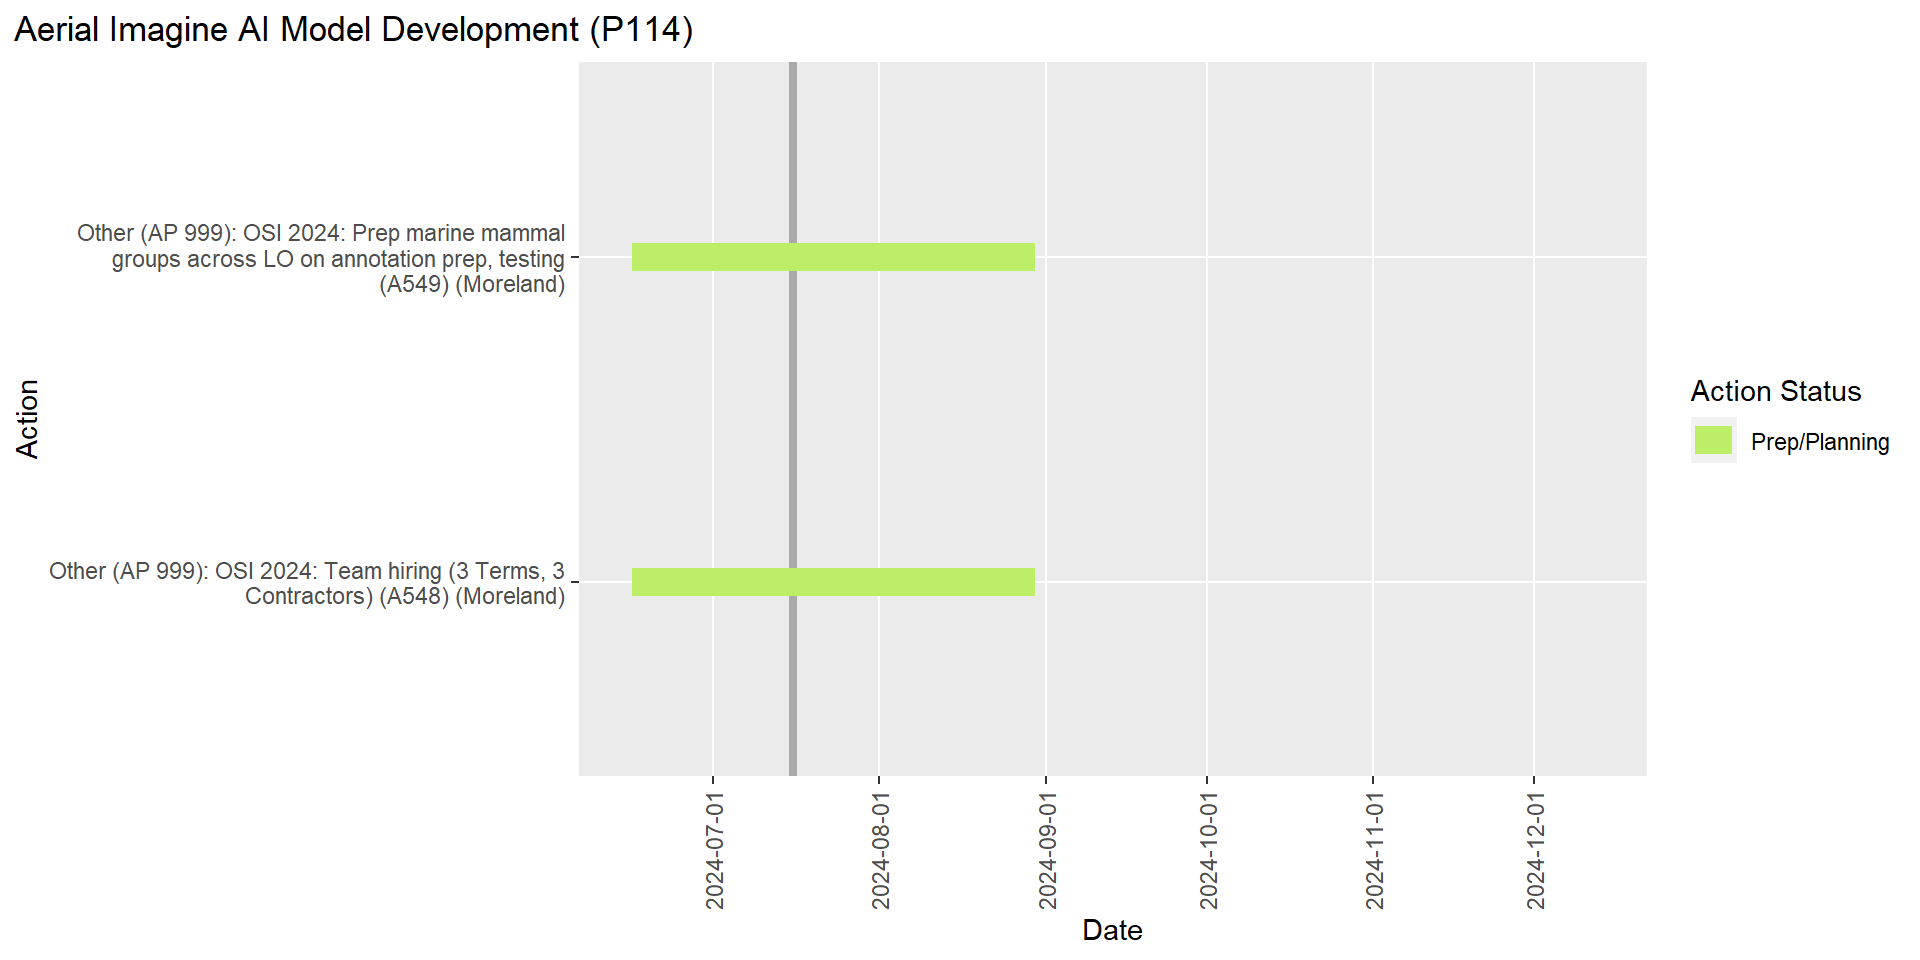 Aerial Imagine AI Model Development (P114)
Other (AP 999): OSI 2024: Prep marine mammal
groups across LO on annotation prep, testing
(A549) (Moreland)
Action
Other (AP 999): OSI 2024: Team hiring (3 Terms, 3
Contractors) (A548) (Moreland)
Action Status
Prep/Planning
2024-07-01
2024-08-01
2024-09-01
2024-10-01
2024-11-01
2024-12-01
Date